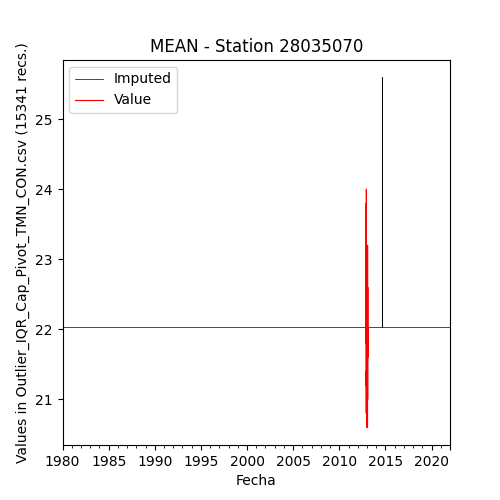 MEAN - Station 28035070
Imputed
Value
Values in Outlier_IQR_Cap_Pivot_TMN_CON.csv (15341 recs.)
25
24
23
22
21
1980 1985 1990 1995 2000 2005 2010 2015 2020
Fecha